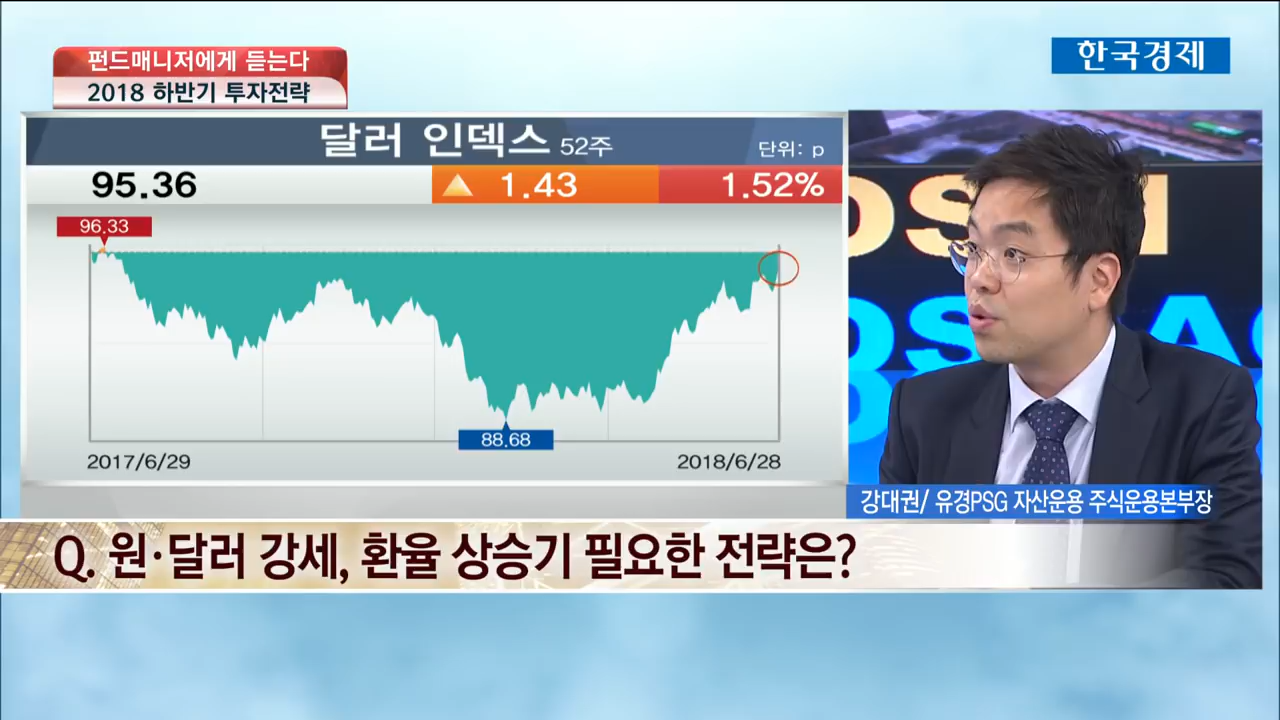 펀드매니저에게 듣는다
2018 하반기 투자전략
한국경제
달러 인덱스 52주
단위: p
95.36
1.43
1.52%
96.33
88.68
2017/6/29
2018/6/28
강대권/ 유경PSG 자산운용 주식운용본부장
Q. 원·달러 강세, 환율 상승기 필요한 전략은?